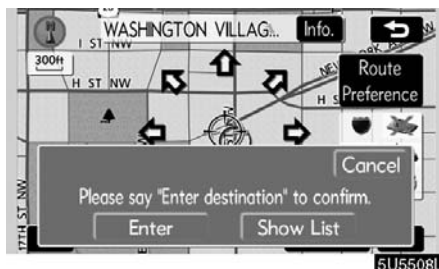 WASHINGTON VILLAG... Info.
I ST NW
300ft
Route
Preference
H ST NW
NEW
H S
Cancel
Please say "Enter destination" to confirm.
17TH ST NW
Enter Show List
5U5508I